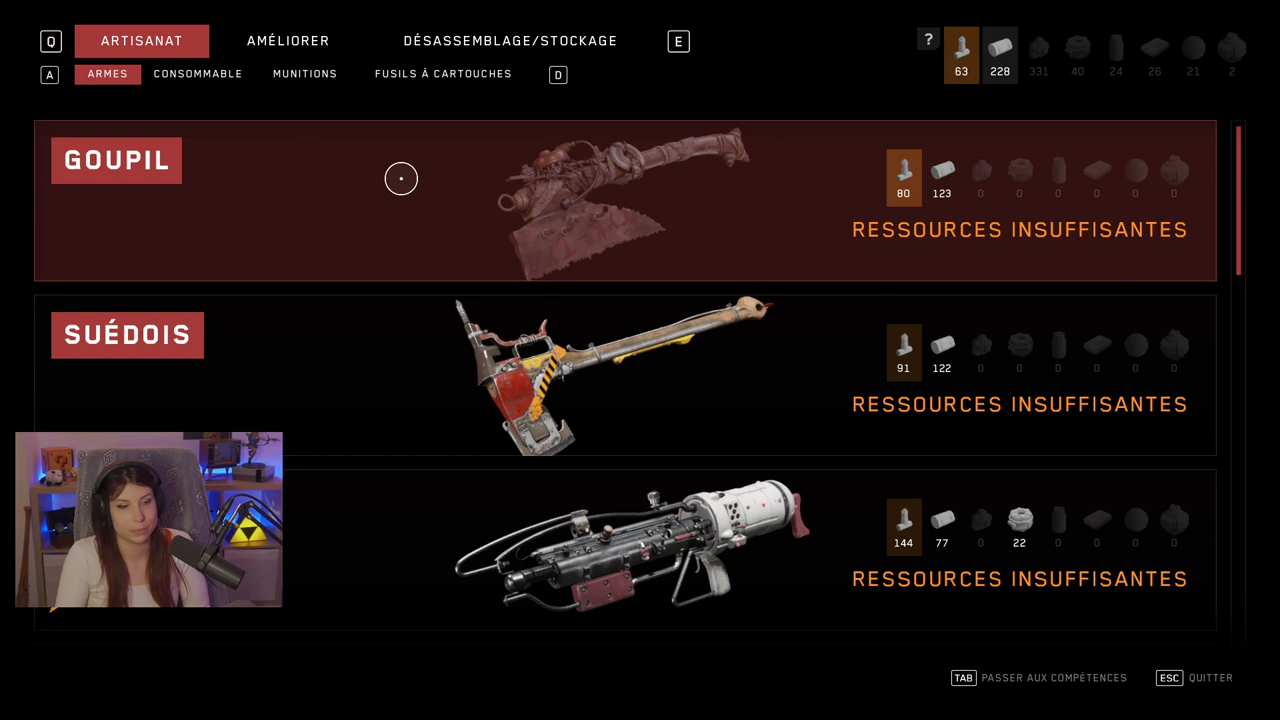 Q ARTISANAT AMÉLIORER DÉSASSEMBLAGE/STOCKAGE E
A ARMES CONSOMMABLE MUNITIONS FUSILS À CARTOUCHES D
? 63 228 331 40 24 26 21 2
GOUPIL
80 123 0 0 0 0 0 0
RESSOURCES INSUFFISANTES
SUÉDOIS
91 122 0 0 0 0 0 0
RESSOURCES INSUFFISANTES
144 77 0 22 0 0 0 0
RESSOURCES INSUFFISANTES
TAB PASSER AUX COMPÉTENCES ESC QUITTER